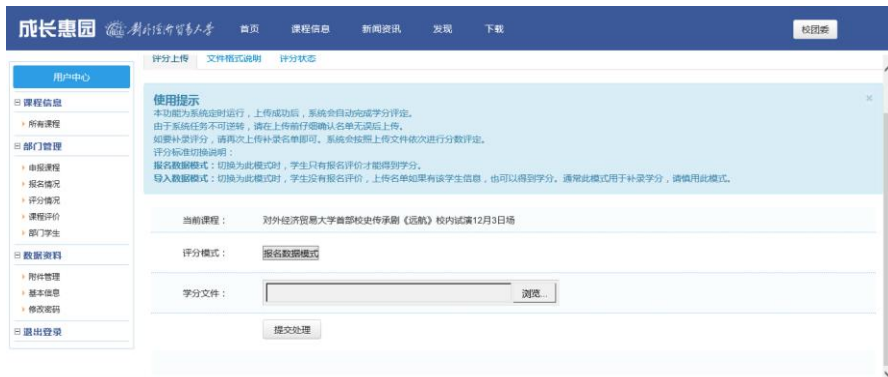 成长惠园 对外经济贸易大学 首页 课程信息 新闻资讯 发现 下载 校团委
用户中心
课程信息
所有课程
部门管理
申报课程
报名情况
评分情况
课程评价
部门学生
数据资料
附件管理
基本信息
修改密码
退出登录
评分上传 文件格式说明 评分状态
使用提示 ×
本功能为系统定时运行，上传成功后，系统会自动完成学分评定。
由于系统任务不可逆转，请在上传前仔细确认名单无误后上传。
如要补录评分，请再次上传补录名单即可。系统会按照上传文件依次进行分数评定。
评分标准切换说明：
报名数据模式：切换为此模式时，学生只有报名评价才能得到学分。
导入数据模式：切换为此模式时，学生没有报名评价，上传名单如果有该学生信息，也可以得到学分。通常此模式用于补录学分，请慎用此模式。
当前课程： 对外经济贸易大学首部校史传承剧《远航》校内试演12月3日场
评分模式： 报名数据模式
学分文件： 浏览...
提交处理